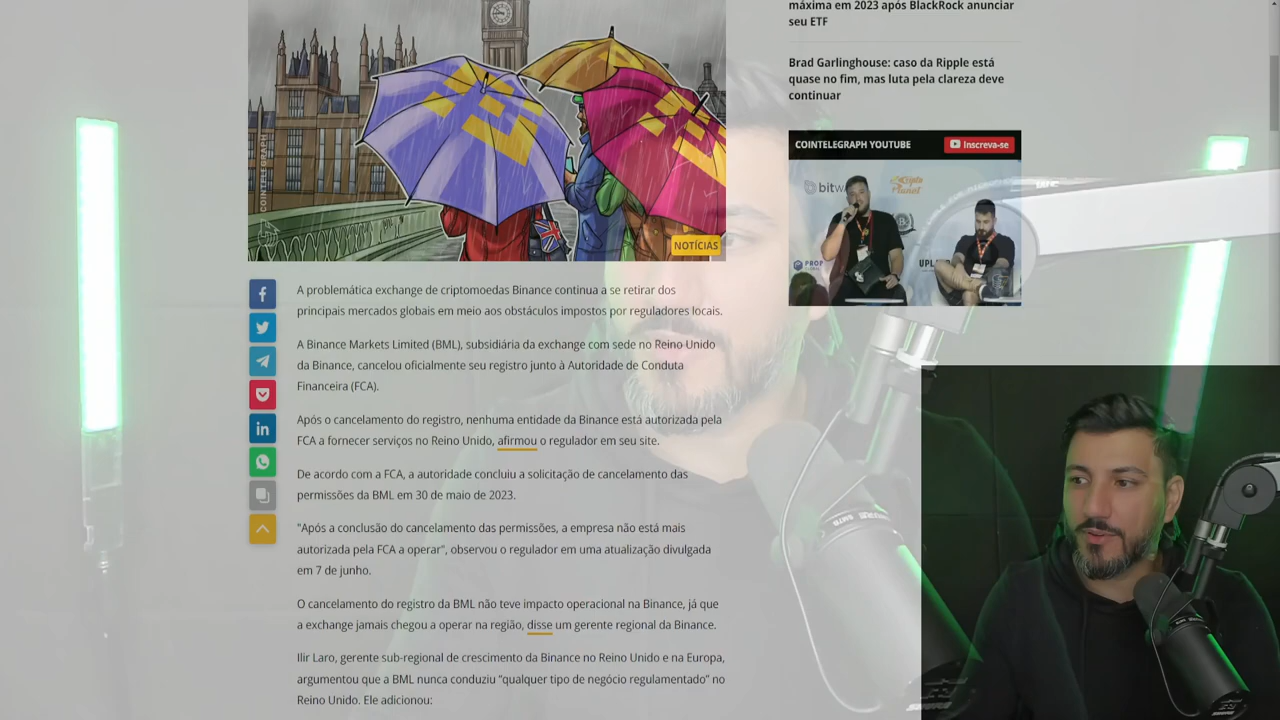 máxima em 2023 após BlackRock anunciar
seu ETF
Brad Garlinghouse: caso da Ripple está
quase no fim, mas luta pela clareza deve
continuar
COINTELEGRAPH YOUTUBE
Inscreva-se
COINTELEGRAPH
NOTÍCIAS
A problemática exchange de criptomoedas Binance continua a se retirar dos
principais mercados globais em meio aos obstáculos impostos por reguladores locais.
A Binance Markets Limited (BML), subsidiária da exchange com sede no Reino Unido
da Binance, cancelou oficialmente seu registro junto à Autoridade de Conduta
Financeira (FCA).
Após o cancelamento do registro, nenhuma entidade da Binance está autorizada pela
FCA a fornecer serviços no Reino Unido, afirmou o regulador em seu site.
De acordo com a FCA, a autoridade concluiu a solicitação de cancelamento das
permissões da BML em 30 de maio de 2023.
"Após a conclusão do cancelamento das permissões, a empresa não está mais
autorizada pela FCA a operar", observou o regulador em uma atualização divulgada
em 7 de junho.
O cancelamento do registro da BML não teve impacto operacional na Binance, já que
a exchange jamais chegou a operar na região, disse um gerente regional da Binance.
Ilir Laro, gerente sub-regional de crescimento da Binance no Reino Unido e na Europa,
argumentou que a BML nunca conduziu “qualquer tipo de negócio regulamentado” no
Reino Unido. Ele adicionou: